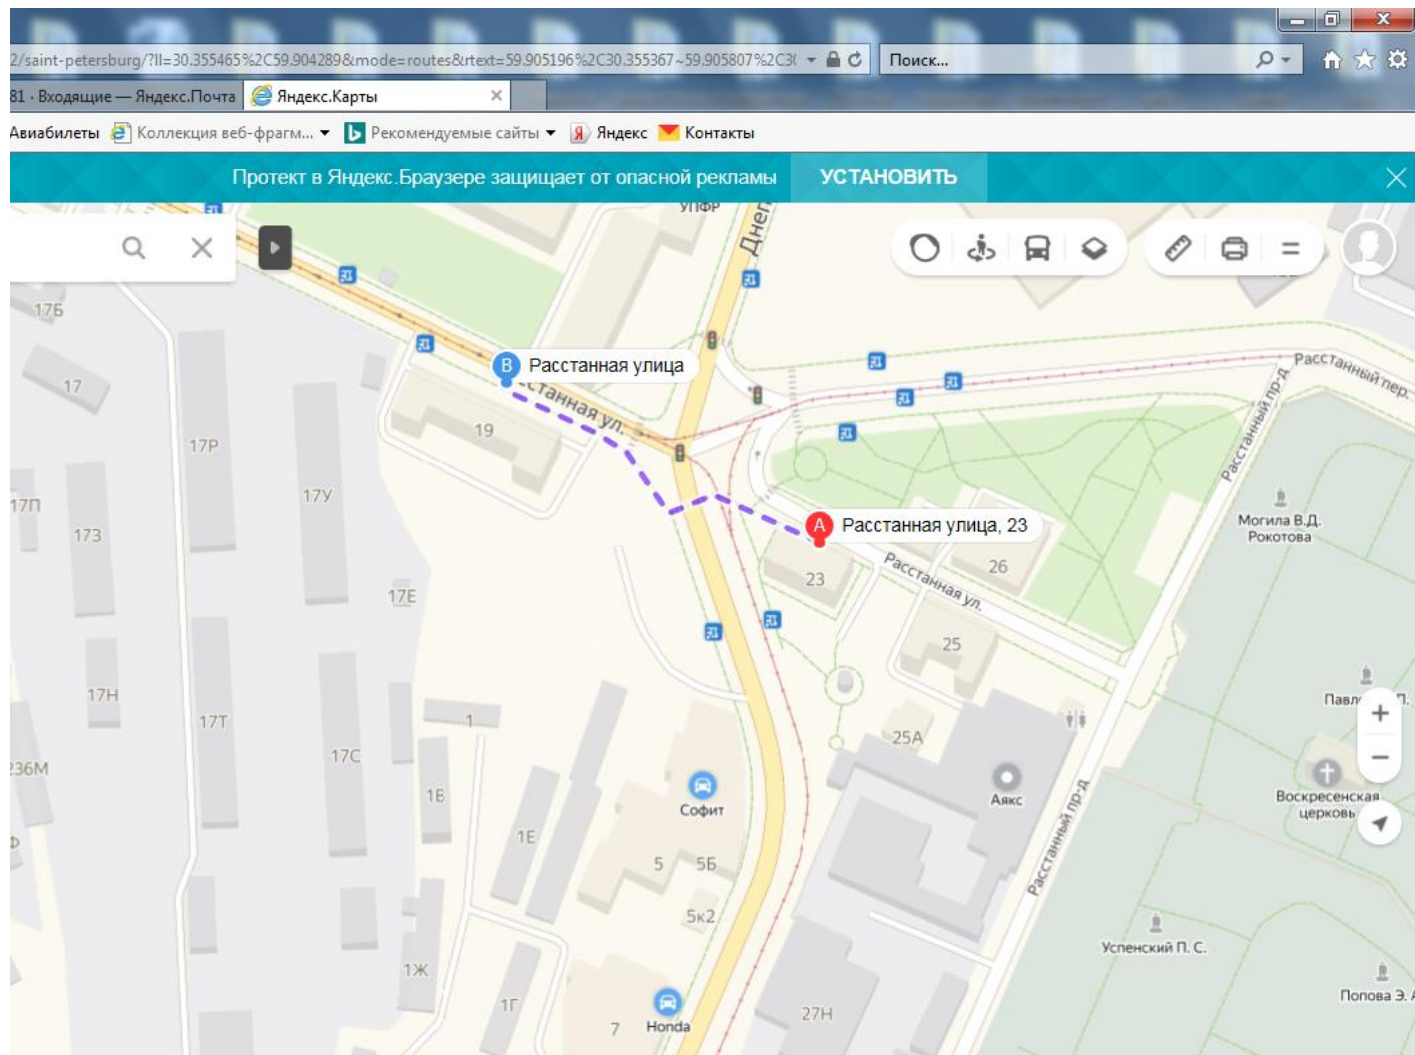 2/saint-petersburg/?ll=30.355465%2C59.904289&mode=routes&rtext=59.905196%2C30.355367~59.905807%2C3(
Поиск...
81 · Входящие — Яндекс.Почта
Яндекс.Карты
Авиабилеты
Коллекция веб-фрагм...
Рекомендуемые сайты
Яндекс
Контакты
Протект в Яндекс.Браузере защищает от опасной рекламы
УСТАНОВИТЬ
УПФР
Днеп
17Б
17
B
Расстанная улица
Расстанный пер.
Расстанный пр-д
стanная ул.
19
17Р
17У
17П
173
A
Расстанная улица, 23
Могила В.Д.
Рокотова
23
Расстанная ул.
26
17Е
25
17Н
17Т
1
Павл
П.
25А
17С
236М
1В
Софит
Аякс
Воскресенская
церковь
1Е
5
5Б
Расстанный пр-д
5к2
Успенский П. С.
1Ж
1Г
7
Honda
27Н
Попова Э. А